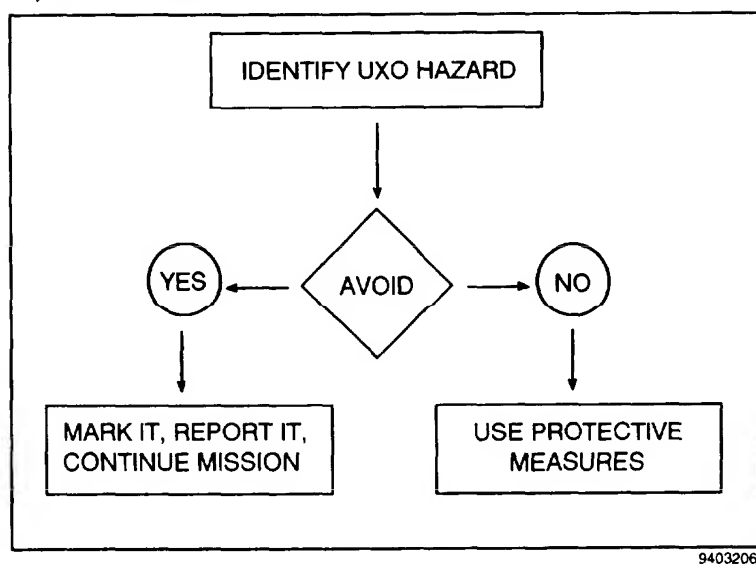 IDENTIFY UXO HAZARD
YES
AVOID
NO
MARK IT, REPORT IT,
CONTINUE MISSION
USE PROTECTIVE
MEASURES
9403206